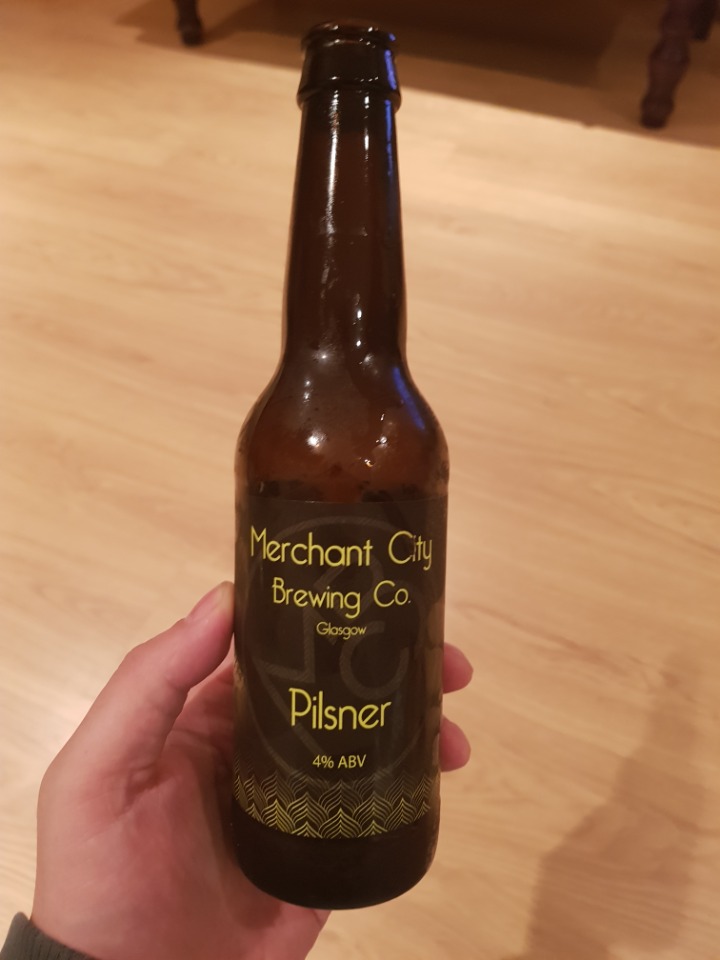 Merchant City
Brewing Co.
Glasgow
Pilsner
4% ABV